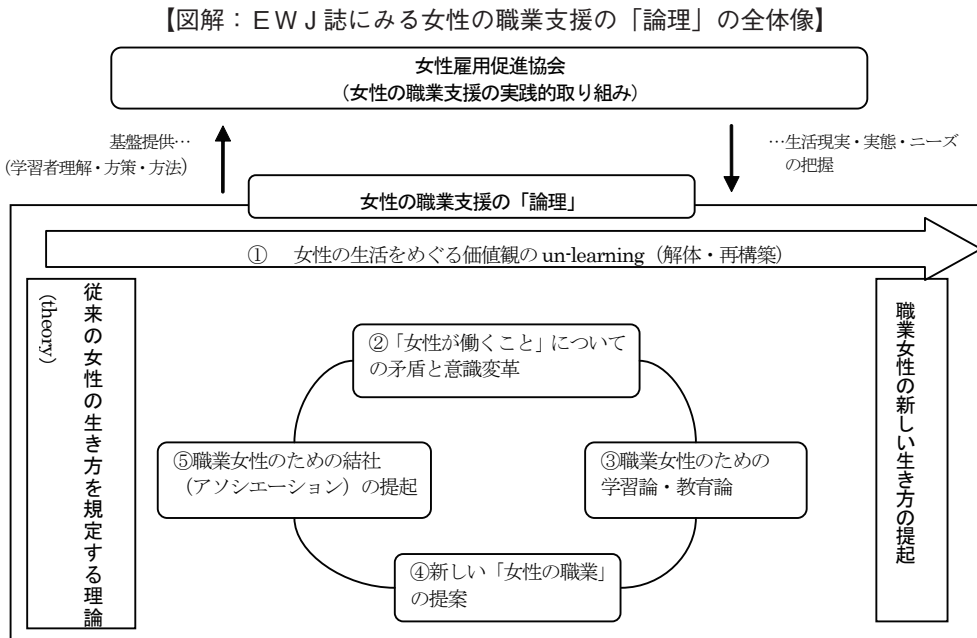 【図解：ＥＷＪ誌にみる女性の職業支援の「論理」の全体像】
女性雇用促進協会
（女性の職業支援の実践的取り組み）
基盤提供…
(学習者理解・方策・方法)
…生活現実・実態・ニーズ
の把握
女性の職業支援の「論理」
①　女性の生活をめぐる価値観の un-learning（解体・再構築）
従来の女性の生き方を規定する理論
(theory)
②「女性が働くこと」について
の矛盾と意識変革
⑤職業女性のための結社
（アソシエーション）の提起
③職業女性のための
学習論・教育論
④新しい「女性の職業」
の提案
職業女性の新しい生き方の提起